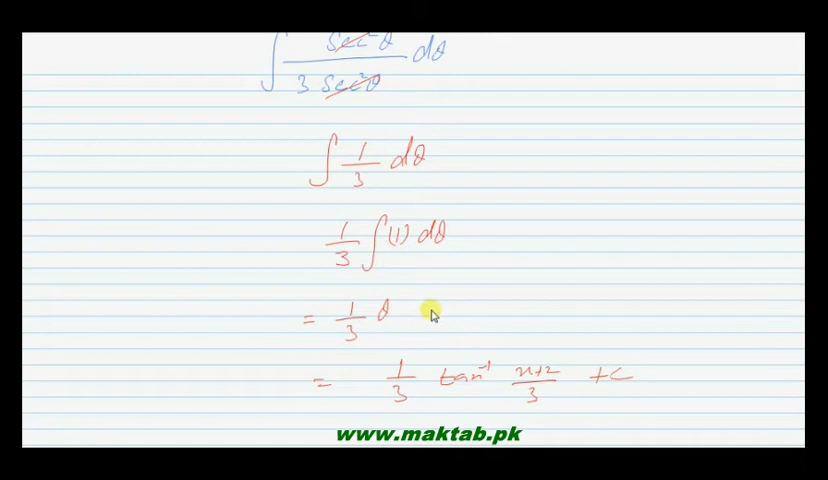 ∫ sec²θ / 3 sec²θ dθ
∫ 1/3 dθ
1/3 ∫ (1) dθ
= 1/3 θ
= 1/3 tan⁻¹ x+2/3 + c
www.maktab.pk